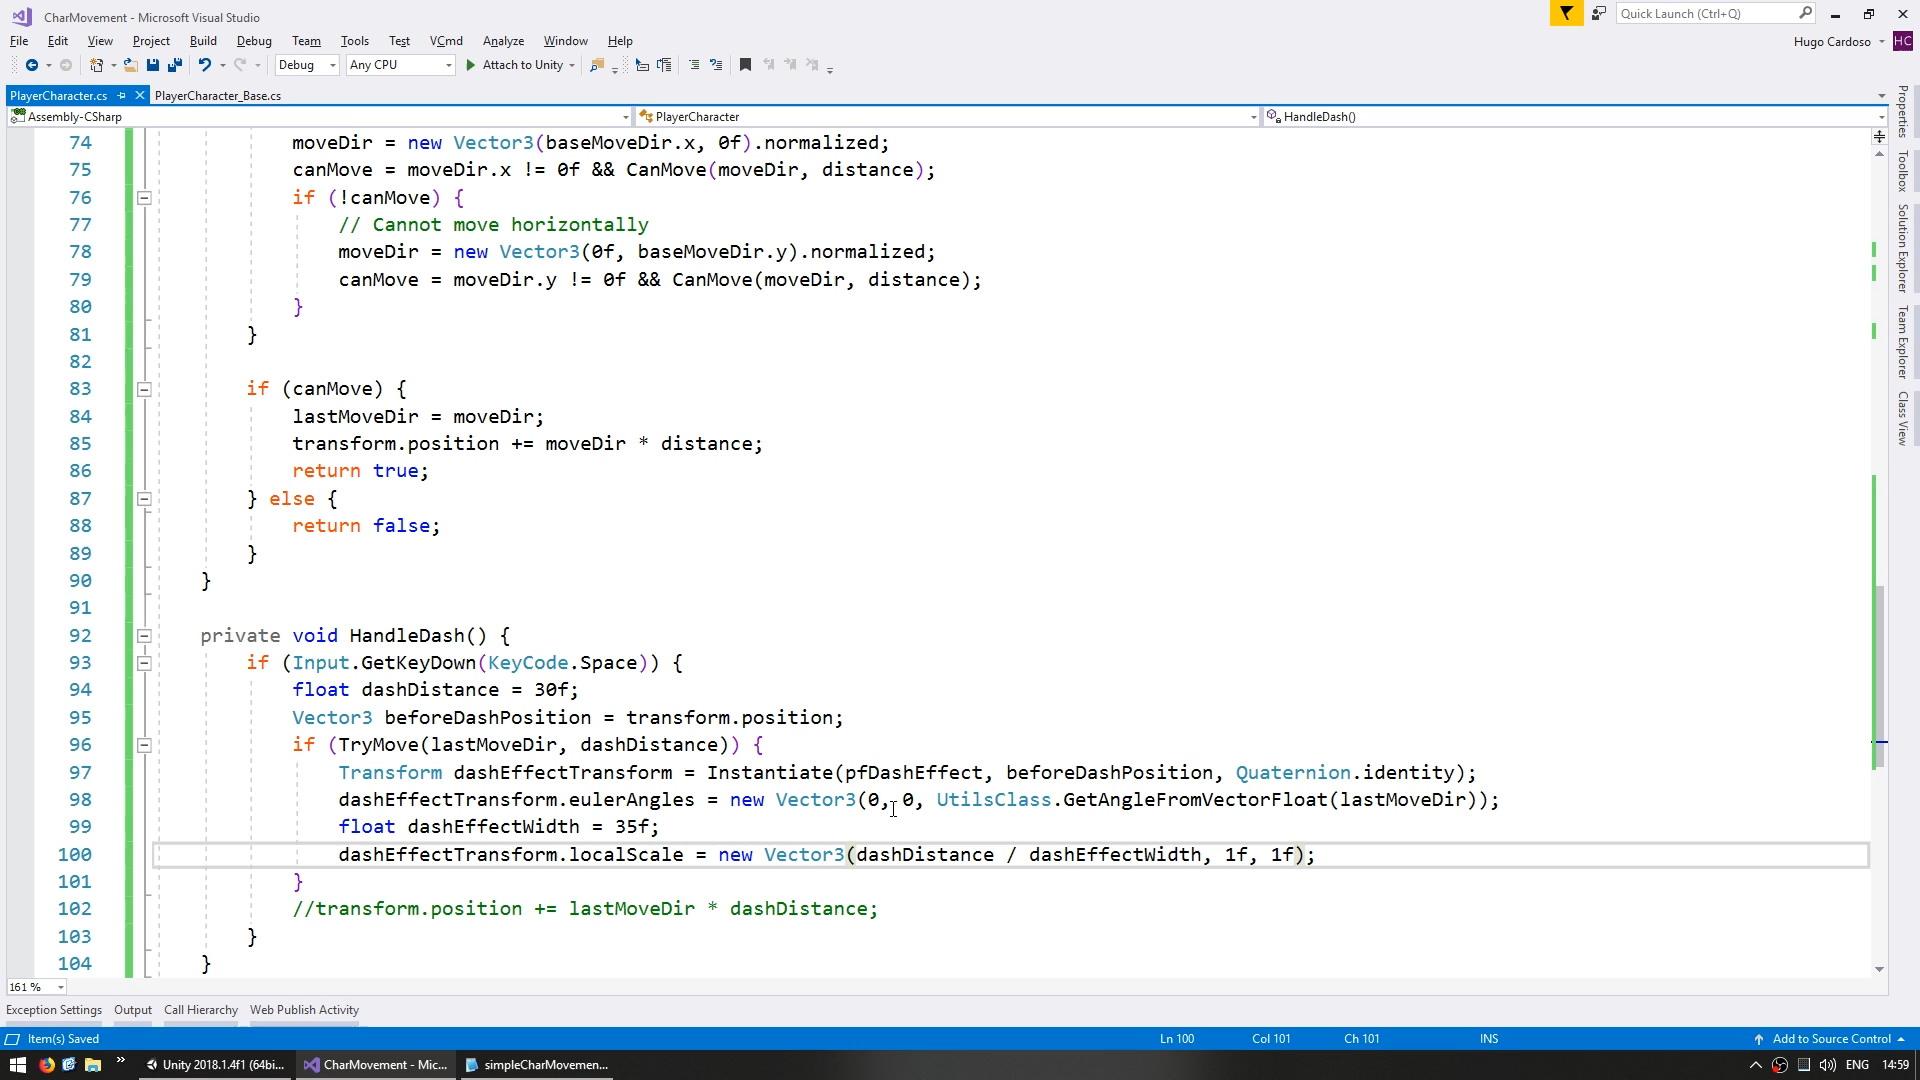 CharMovement - Microsoft Visual Studio
Quick Launch (Ctrl+Q)
File Edit View Project Build Debug Team Tools Test VCmd Analyze Window Help
Hugo Cardoso HC
Debug Any CPU Attach to Unity
PlayerCharacter.cs PlayerCharacter_Base.cs
Assembly-CSharp PlayerCharacter HandleDash()
74 moveDir = new Vector3(baseMoveDir.x, 0f).normalized;
75 canMove = moveDir.x != 0f && CanMove(moveDir, distance);
76 if (!canMove) {
77 // Cannot move horizontally
78 moveDir = new Vector3(0f, baseMoveDir.y).normalized;
79 canMove = moveDir.y != 0f && CanMove(moveDir, distance);
80 }
81 }
82
83 if (canMove) {
84 lastMoveDir = moveDir;
85 transform.position += moveDir * distance;
86 return true;
87 } else {
88 return false;
89 }
90 }
91
92 private void HandleDash() {
93 if (Input.GetKeyDown(KeyCode.Space)) {
94 float dashDistance = 30f;
95 Vector3 beforeDashPosition = transform.position;
96 if (TryMove(lastMoveDir, dashDistance)) {
97 Transform dashEffectTransform = Instantiate(pfDashEffect, beforeDashPosition, Quaternion.identity);
98 dashEffectTransform.eulerAngles = new Vector3(0, 0, UtilsClass.GetAngleFromVectorFloat(lastMoveDir));
99 float dashEffectWidth = 35f;
100 dashEffectTransform.localScale = new Vector3(dashDistance / dashEffectWidth, 1f, 1f);
101 }
102 //transform.position += lastMoveDir * dashDistance;
103 }
104 }
Properties
Toolbox
Solution Explorer
Team Explorer
Class View
161 %
Exception Settings Output Call Hierarchy Web Publish Activity
Item(s) Saved Ln 100 Col 101 Ch 101 INS Add to Source Control
Unity 2018.1.4f1 (64bi... CharMovement - Mic... simpleCharMovemen... ENG 14:59